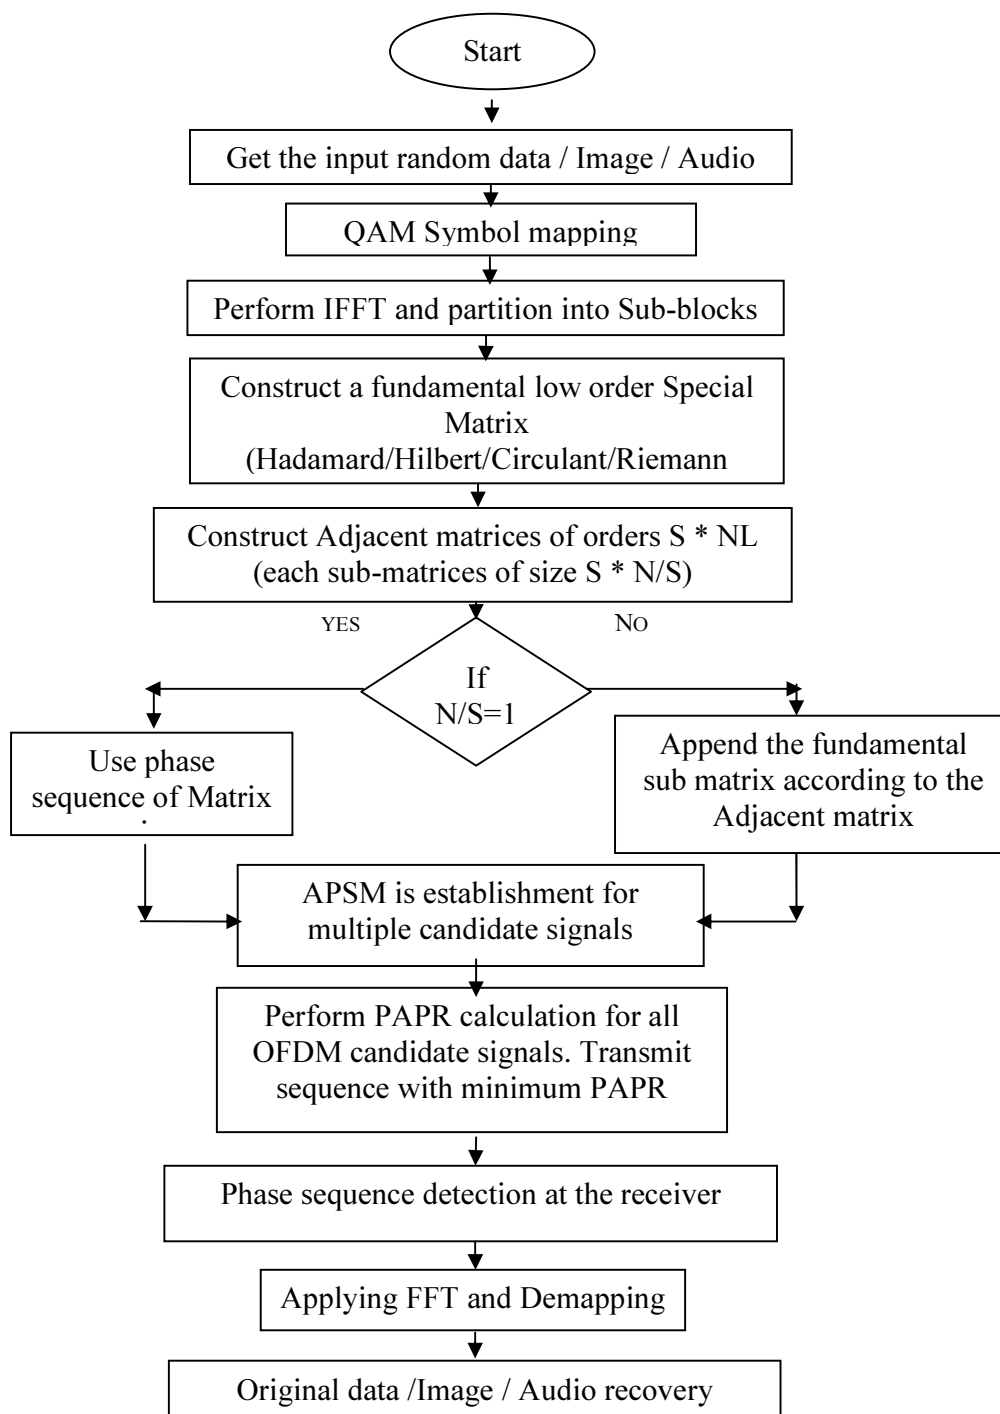 Start
Get the input random data / Image / Audio
QAM Symbol mapping
Perform IFFT and partition into Sub-blocks
Construct a fundamental low order Special
Matrix
(Hadamard/Hilbert/Circulant/Riemann
Construct Adjacent matrices of orders S * NL
(each sub-matrices of size S * N/S)
YES
NO
If
N/S=1
Use phase
sequence of Matrix
.
Append the fundamental
sub matrix according to the
Adjacent matrix
APSM is establishment for
multiple candidate signals
Perform PAPR calculation for all
OFDM candidate signals. Transmit
sequence with minimum PAPR
Phase sequence detection at the receiver
Applying FFT and Demapping
Original data /Image / Audio recovery